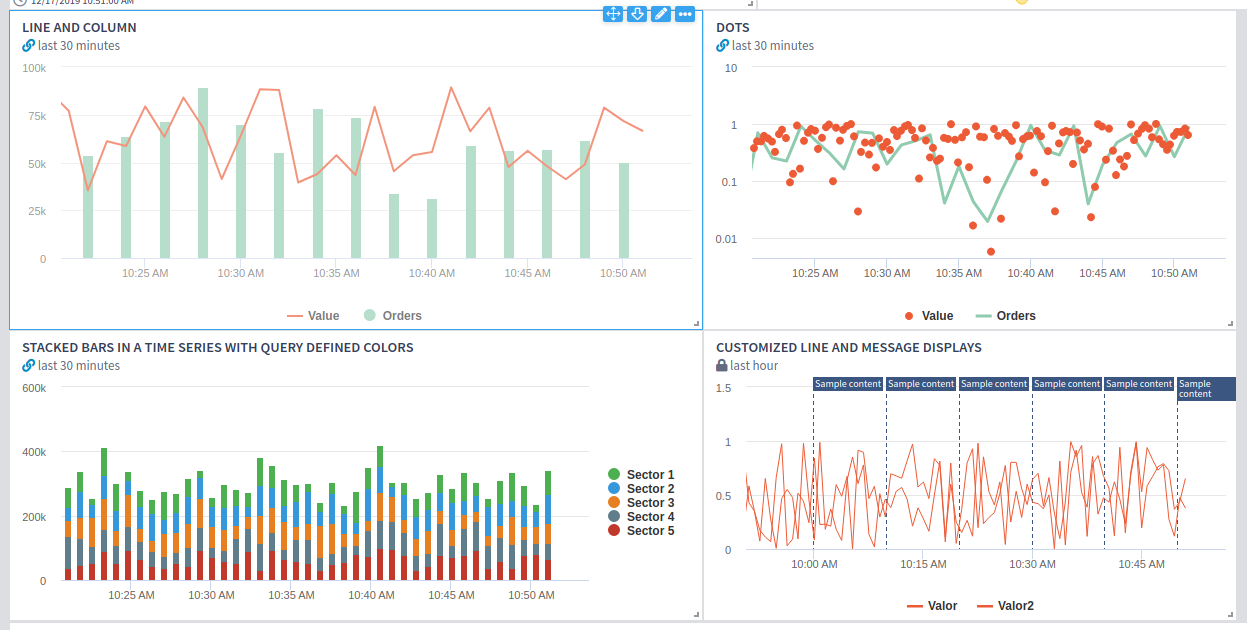 12/17/2019 10:51:00 AM
LINE AND COLUMN
last 30 minutes
100k
75k
50k
25k
0
10:25 AM 10:30 AM 10:35 AM 10:40 AM 10:45 AM 10:50 AM
Value Orders
DOTS
last 30 minutes
10
1
0.1
0.01
10:25 AM 10:30 AM 10:35 AM 10:40 AM 10:45 AM 10:50 AM
Value Orders
STACKED BARS IN A TIME SERIES WITH QUERY DEFINED COLORS
last 30 minutes
600k
400k
200k
0
10:25 AM 10:30 AM 10:35 AM 10:40 AM 10:45 AM 10:50 AM
Sector 1
Sector 2
Sector 3
Sector 4
Sector 5
CUSTOMIZED LINE AND MESSAGE DISPLAYS
last hour
Sample content Sample content Sample content Sample content Sample content Sample
content
1.5
1
0.5
0
10:00 AM 10:15 AM 10:30 AM 10:45 AM
Valor Valor2